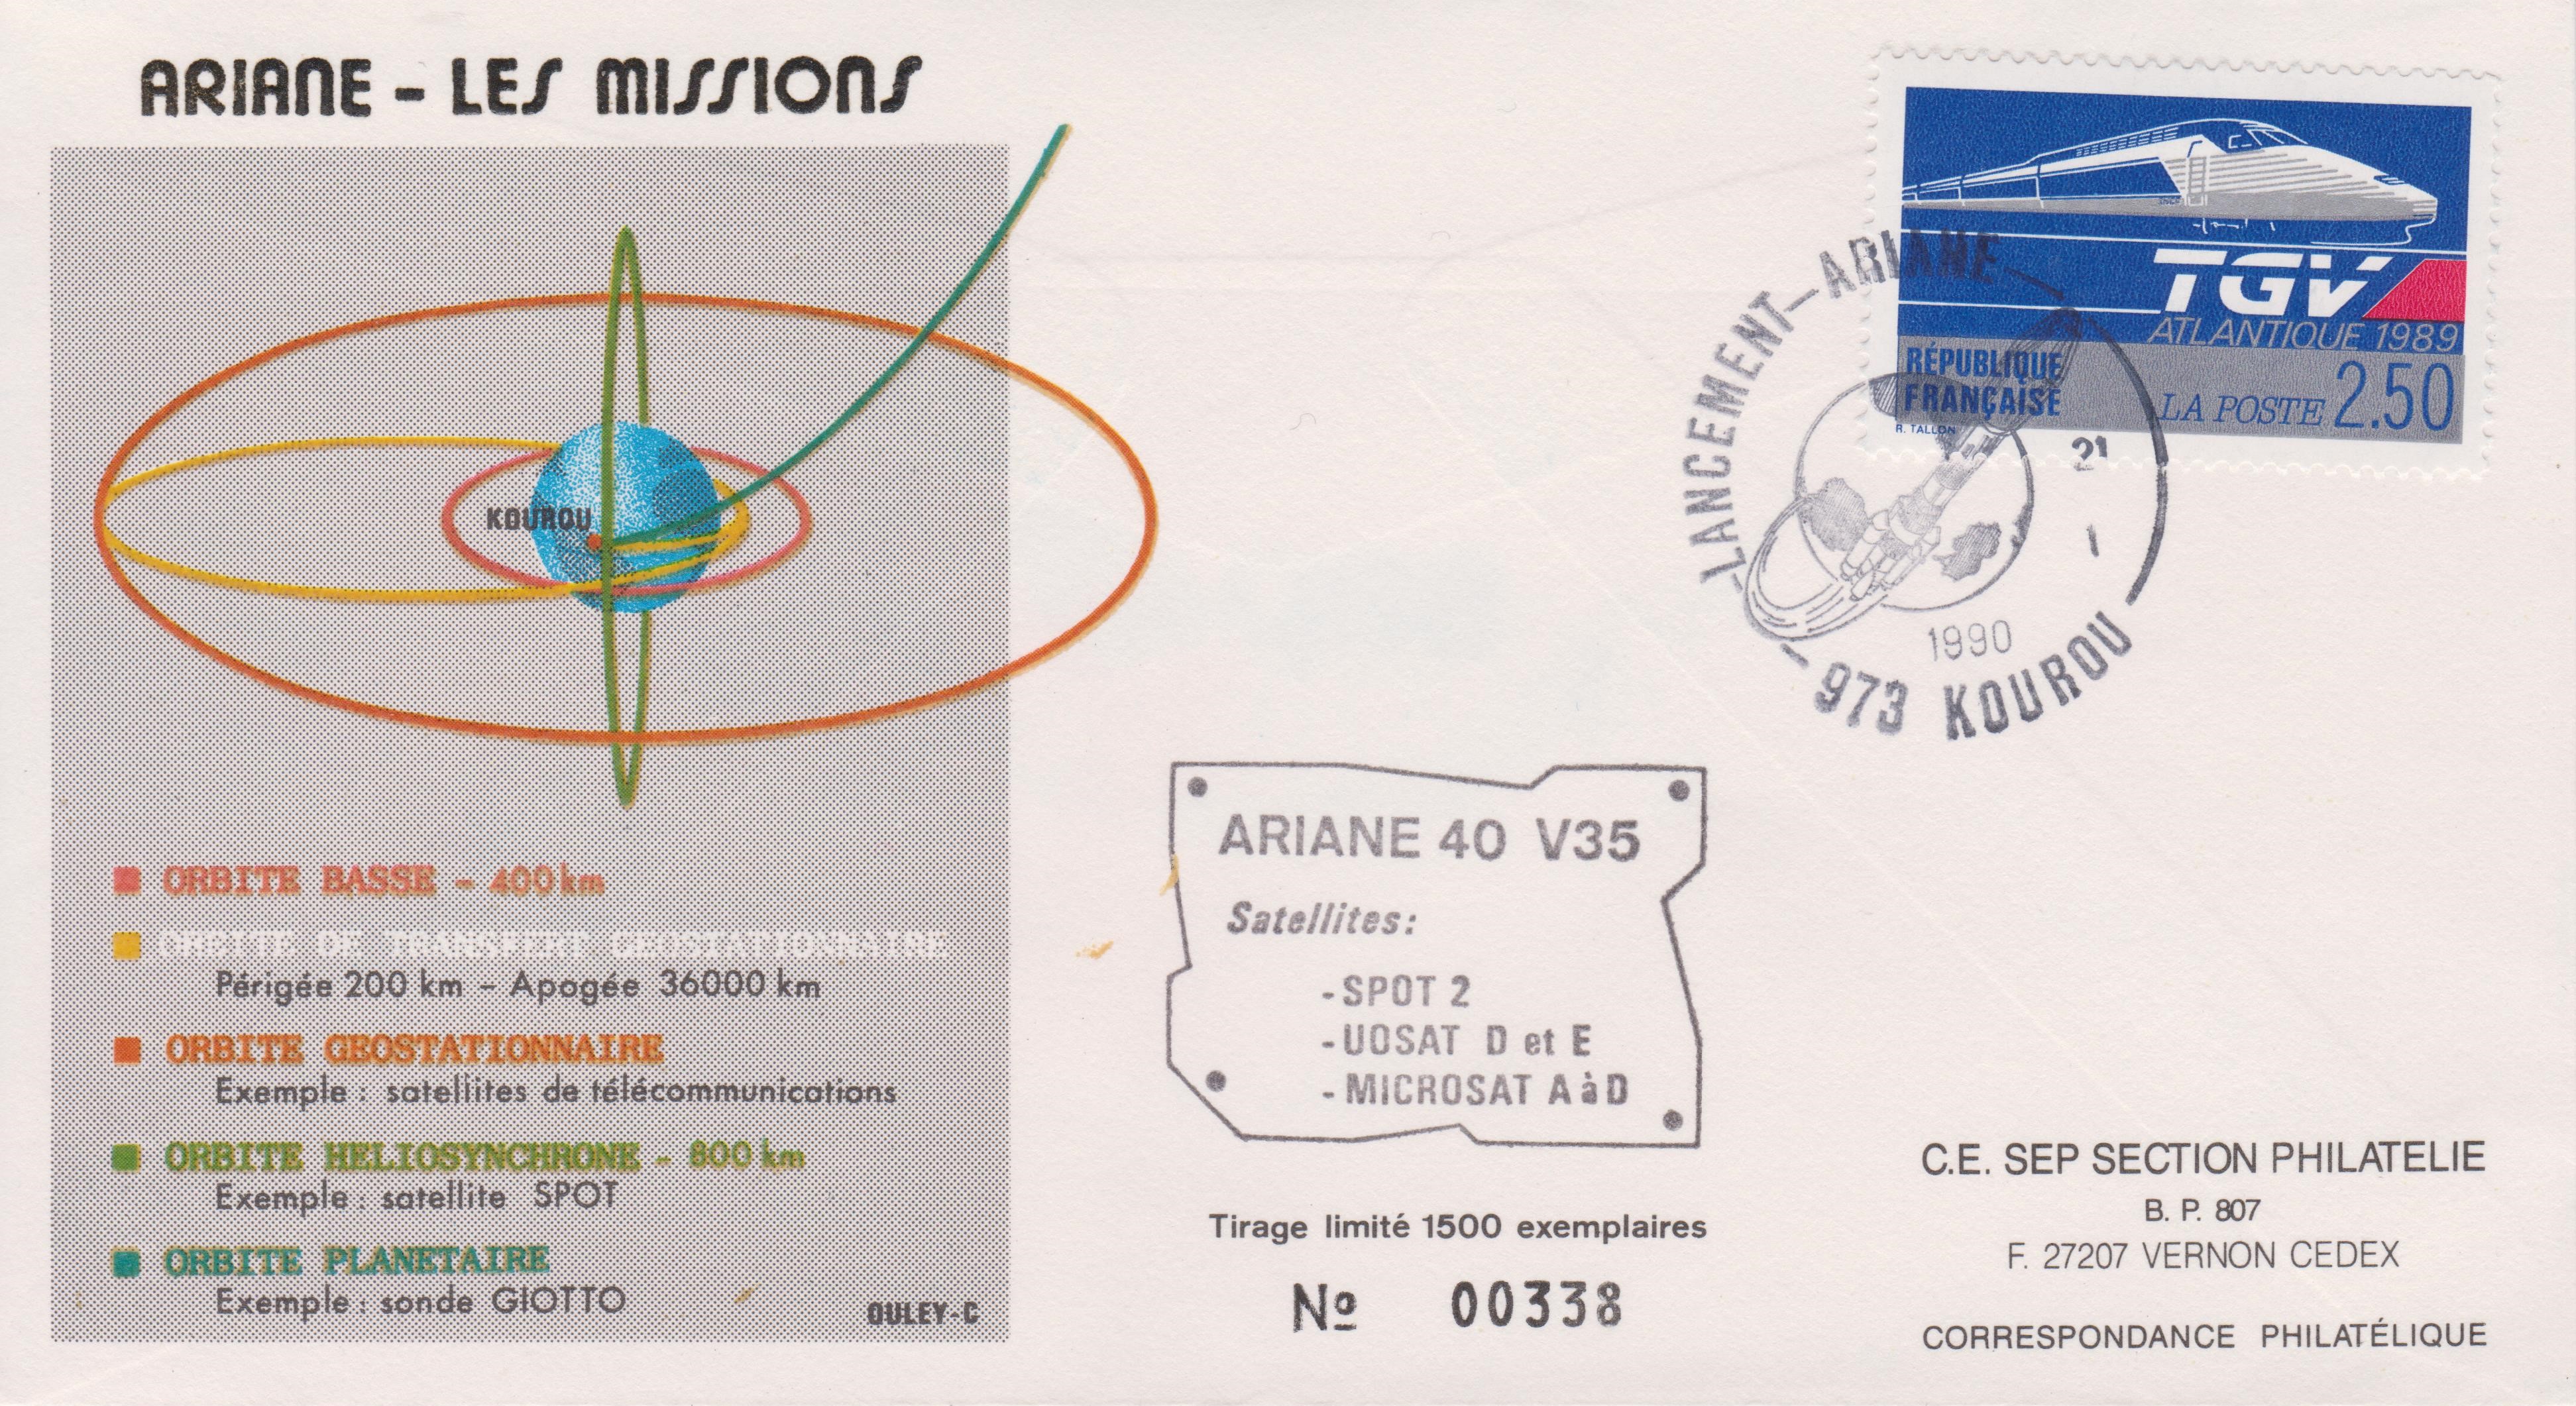 ARIANE - LES MISSIONS
KOUROU
ORBITE BASSE - 400 km
ORBITE DE TRANSFERT GEOSTATIONNAIRE
Périgée 200 km - Apogée 36000 km
ORBITE GEOSTATIONNAIRE
Exemple : satellites de télécommunications
ORBITE HELIOSYNCHRONE - 800 km
Exemple : satellite SPOT
ORBITE PLANETAIRE
Exemple : sonde GIOTTO
OULEY-C
SNCF
TGV
ATLANTIQUE 1989
RÉPUBLIQUE
FRANÇAISE
LA POSTE 2.50
R. TALLON
LANCEMENT-ARIANE
21
1
1990
973 KOUROU
ARIANE 40 V35
Satellites:
- SPOT 2
- UOSAT D et E
- MICROSAT A à D
Tirage limité 1500 exemplaires
Nº 00338
C.E. SEP SECTION PHILATELIE
B. P. 807
F. 27207 VERNON CEDEX
CORRESPONDANCE PHILATÉLIQUE